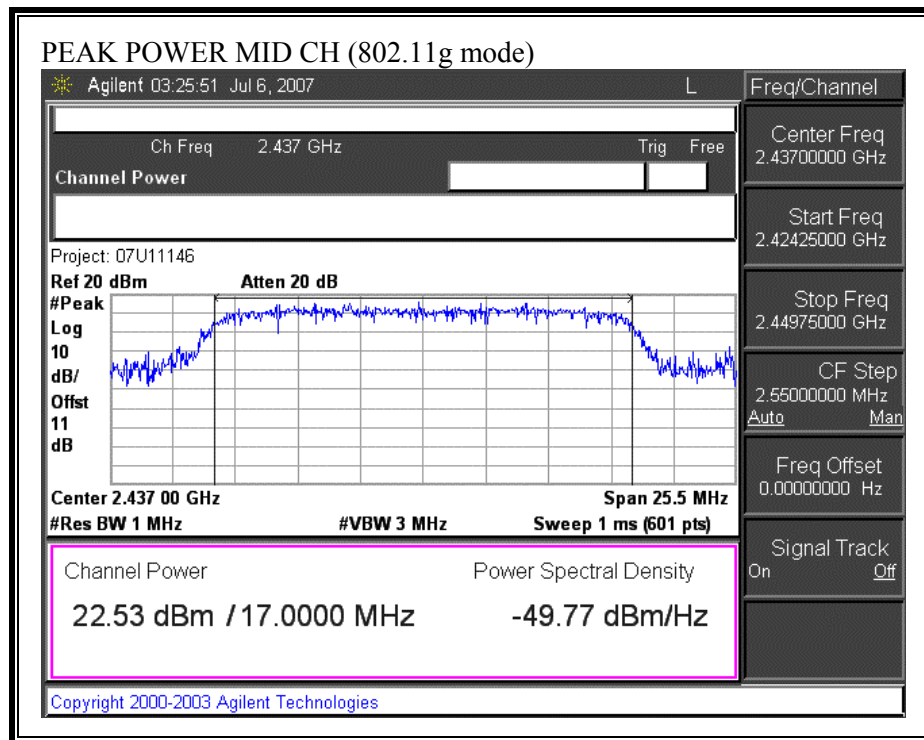 PEAK POWER MID CH (802.11g mode)
Agilent 03:25:51 Jul 6, 2007 L
Freq/Channel
Ch Freq 2.437 GHz Trig Free
Channel Power
Center Freq
2.43700000 GHz
Start Freq
2.42425000 GHz
Stop Freq
2.44975000 GHz
CF Step
2.55000000 MHz
Auto Man
Freq Offset
0.00000000 Hz
Signal Track
On Off
Project: 07U11146
Ref 20 dBm Atten 20 dB
#Peak
Log
10
dB/
Offst
11
dB
Center 2.437 00 GHz Span 25.5 MHz
#Res BW 1 MHz #VBW 3 MHz Sweep 1 ms (601 pts)
Channel Power Power Spectral Density
22.53 dBm / 17.0000 MHz -49.77 dBm/Hz
Copyright 2000-2003 Agilent Technologies